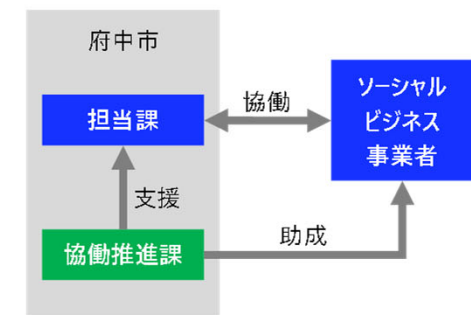 府中市
担当課
協働
ソーシャル
ビジネス
事業者
支援
協働推進課
助成